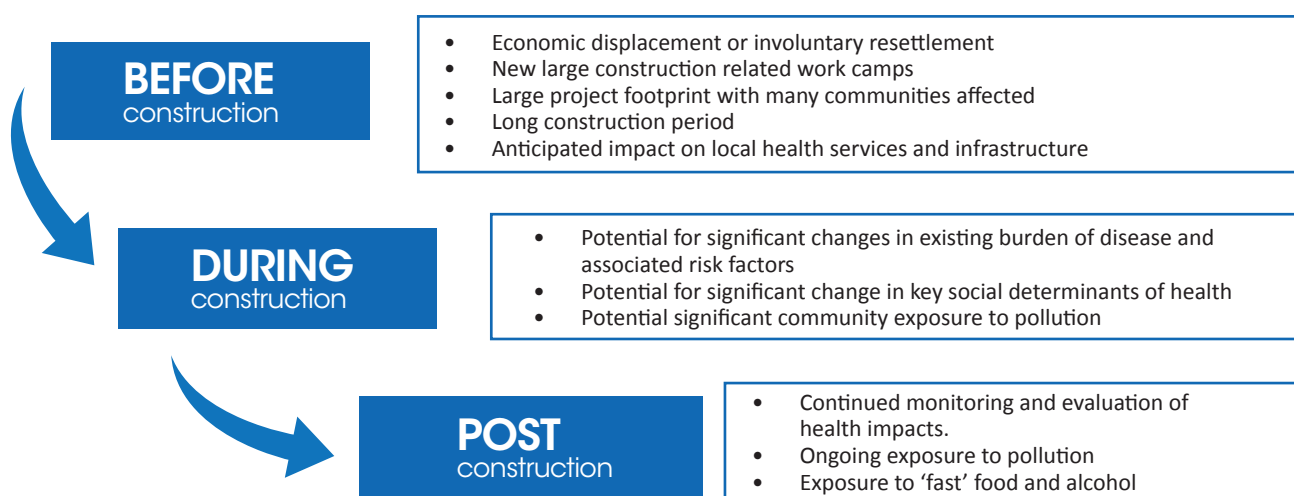 BEFORE
construction
• Economic displacement or involuntary resettlement
• New large construction related work camps
• Large project footprint with many communities affected
• Long construction period
• Anticipated impact on local health services and infrastructure
DURING
construction
• Potential for significant changes in existing burden of disease and
associated risk factors
• Potential for significant change in key social determinants of health
• Potential significant community exposure to pollution
POST
construction
• Continued monitoring and evaluation of
health impacts.
• Ongoing exposure to pollution
• Exposure to ‘fast’ food and alcohol